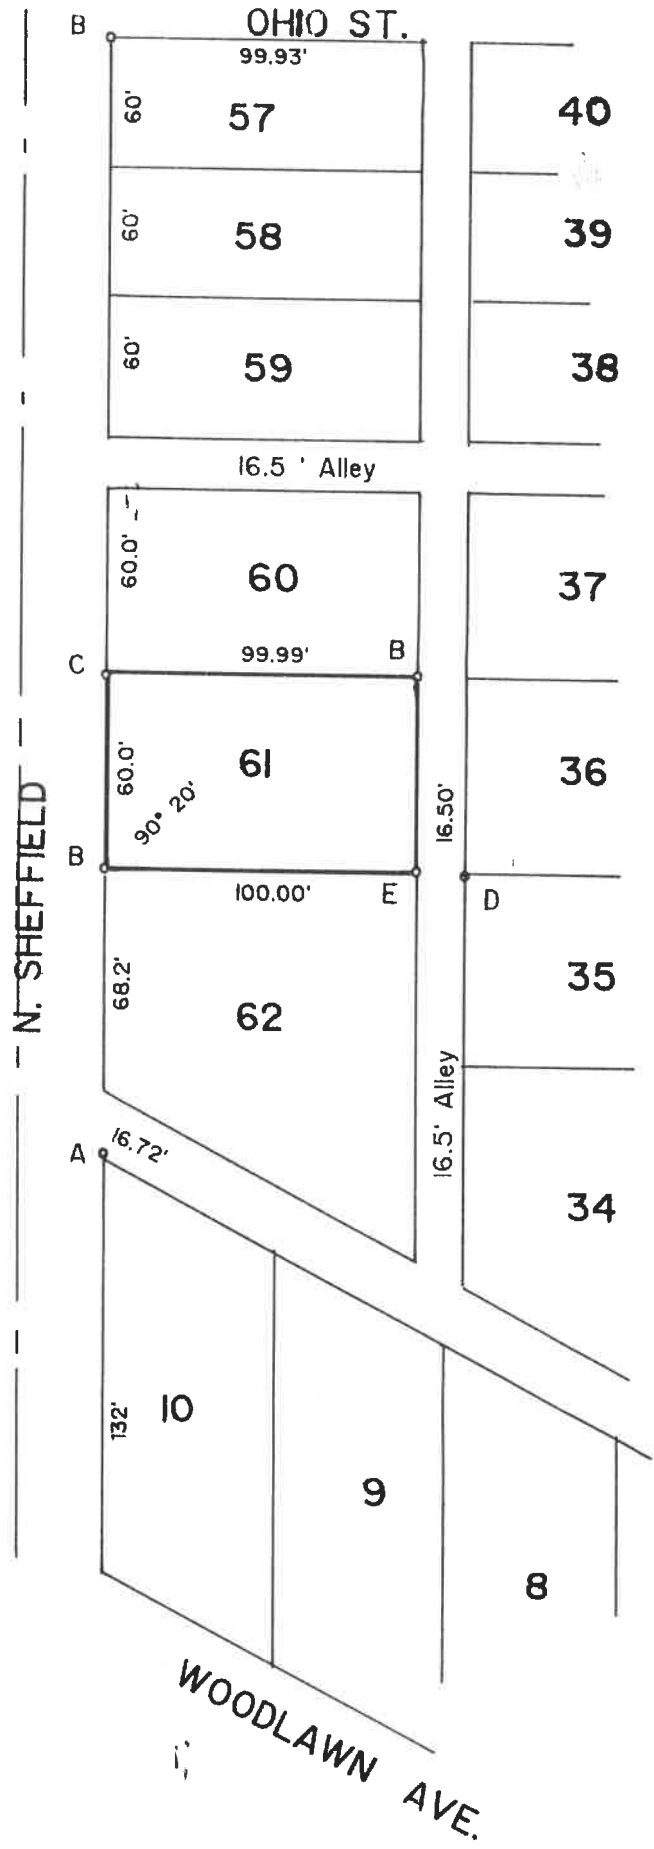 B
OHIO ST.
99.93'
60'
57
40
60'
58
39
60'
59
38
16.5 ' Alley
60.0'
60
37
C
99.99'
B
60.0'
61
36
90° 20'
16.50'
B
100.00'
E
D
N. SHEFFIELD
68.2'
62
35
16.5' Alley
A
16.72'
34
132'
10
9
8
WOODLAWN AVE.